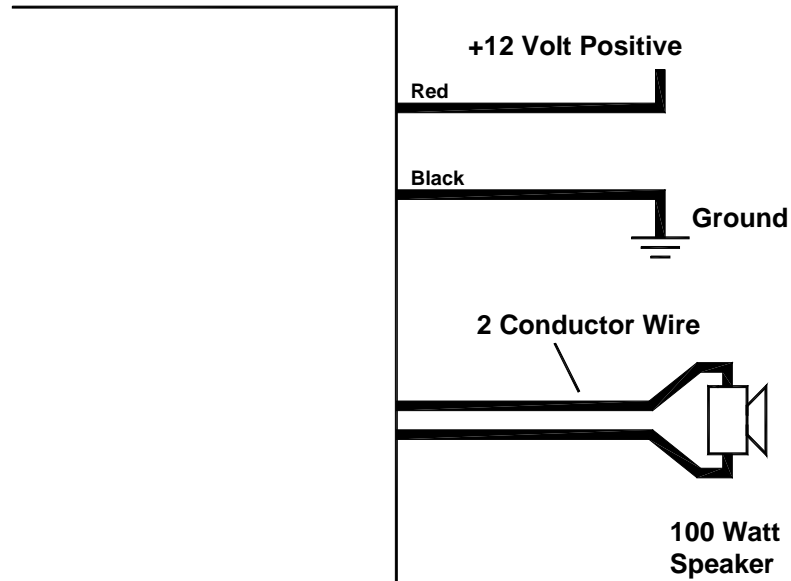 +12 Volt Positive
Red
Black
Ground
2 Conductor Wire
100 Watt
Speaker